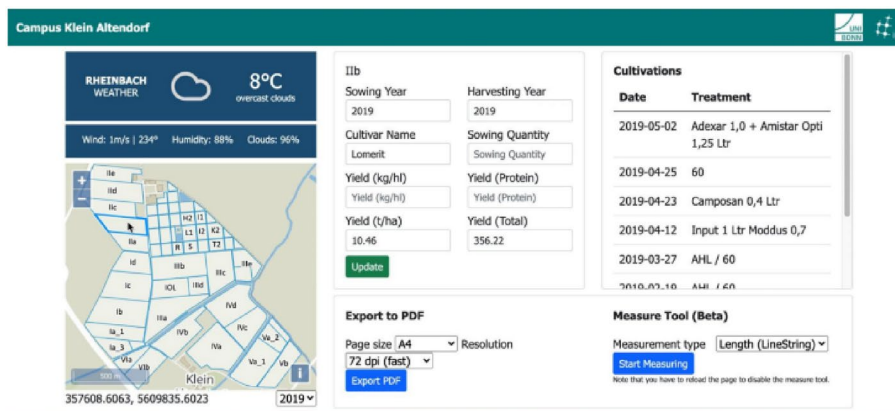 Campus Klein Altendorf
UNI
BONN
RHEINBACH
WEATHER
8°C
overcast clouds
Wind: 1m/s | 234° Humidity: 88% Clouds: 96%
+
−
IIe
IId
IIc
IIa
Id
Ic
Ib
Ia_1
Ia_3
VIa
VIb
H2 I1
L1 I2 K2
R S T2
IIIb
IIIc
IIIe
IOL IIId
IIIa
IVd
IVb
IVc
IVa
Va_2
Va_1
Vb
500 m
Klein
i
357608.6063, 5609835.6023
2019
IIb
Sowing Year Harvesting Year
2019 2019
Cultivar Name Sowing Quantity
Lomerit Sowing Quantity
Yield (kg/hl) Yield (Protein)
Yield (kg/hl) Yield (Protein)
Yield (t/ha) Yield (Total)
10.46 356.22
Update
Cultivations
Date Treatment
2019-05-02 Adexar 1,0 + Amistar Opti
1,25 Ltr
2019-04-25 60
2019-04-23 Camposan 0,4 Ltr
2019-04-12 Input 1 Ltr Moddus 0,7
2019-03-27 AHL / 60
2019-02-19 AHL / 60
Export to PDF
Page size A4 Resolution
72 dpi (fast)
Export PDF
Measure Tool (Beta)
Measurement type Length (LineString)
Start Measuring
Note that you have to reload the page to disable the measure tool.